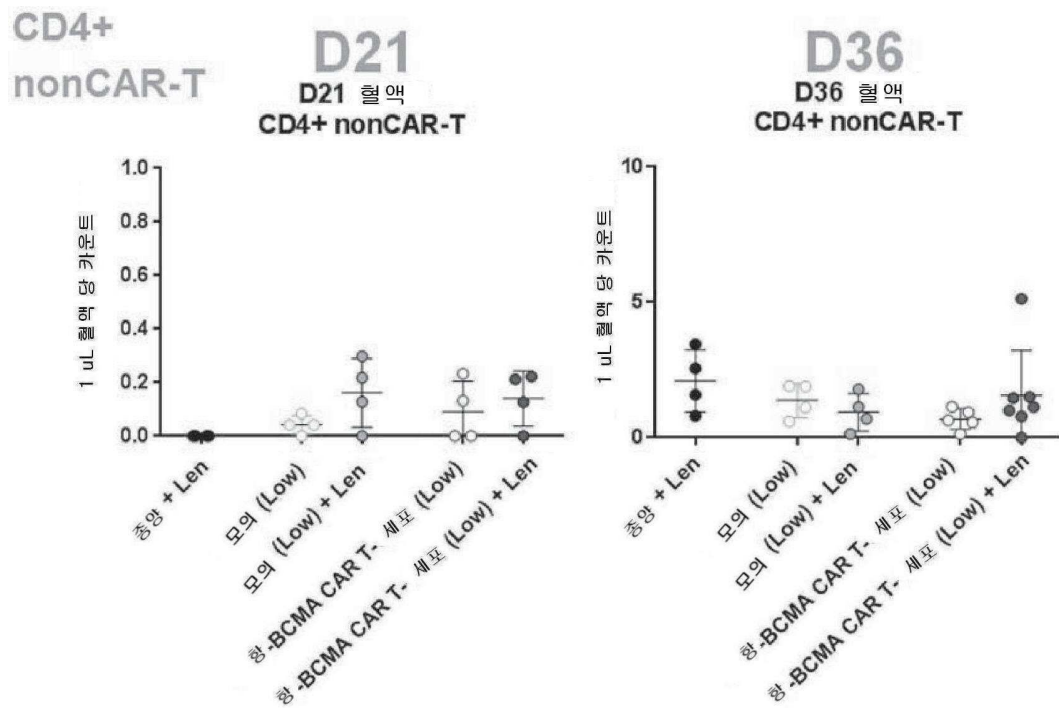 CD4+
nonCAR-T
D21
D21 혈액
CD4+ nonCAR-T
1 uL 혈액 당 카운트
1.0
0.8
0.6
0.4
0.2
0.0
종양 + Len
모의 (Low)
모의 (Low) + Len
항-BCMA CAR T- 세포 (Low)
항-BCMA CAR T- 세포 (Low) + Len
D36
D36 혈액
CD4+ nonCAR-T
1 uL 혈액 당 카운트
10
5
0
종양 + Len
모의 (Low)
모의 (Low) + Len
항-BCMA CAR T- 세포 (Low)
항-BCMA CAR T- 세포 (Low) + Len